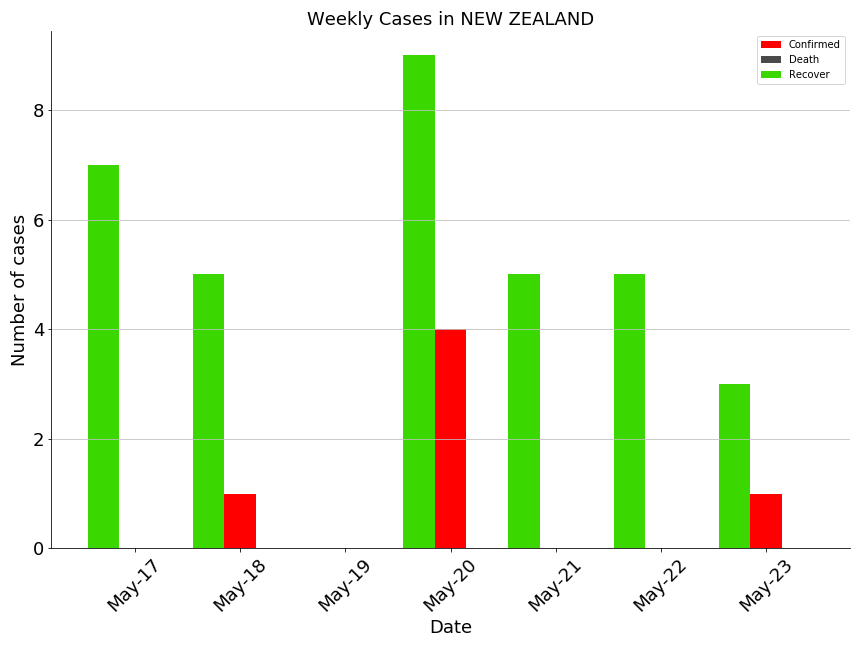 Weekly Cases in NEW ZEALAND
Confirmed
Death
Recover
Number of cases
8
6
4
2
0
May-17
May-18
May-19
May-20
May-21
May-22
May-23
Date